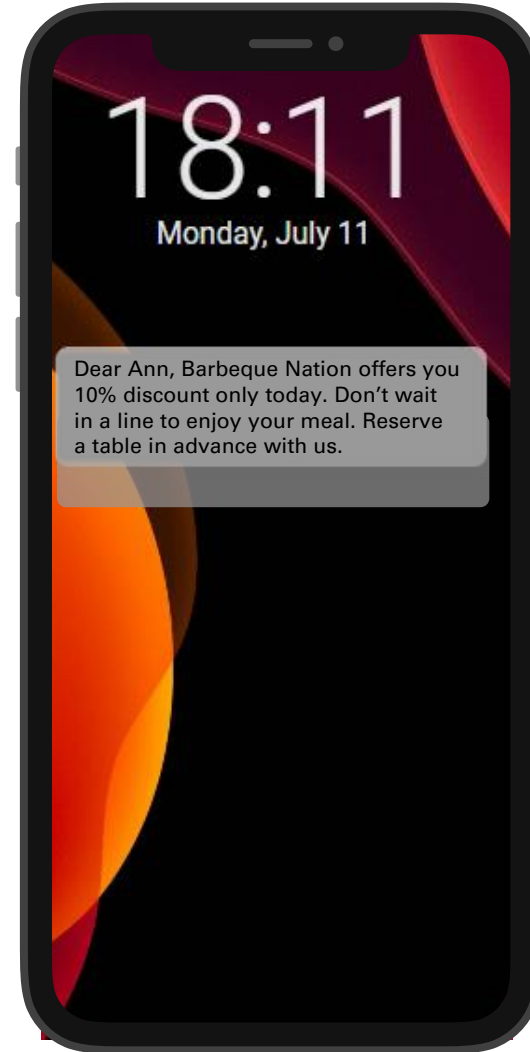 18:11
Monday, July 11
Dear Ann, Barbeque Nation offers you
10% discount only today. Don’t wait
in a line to enjoy your meal. Reserve
a table in advance with us.